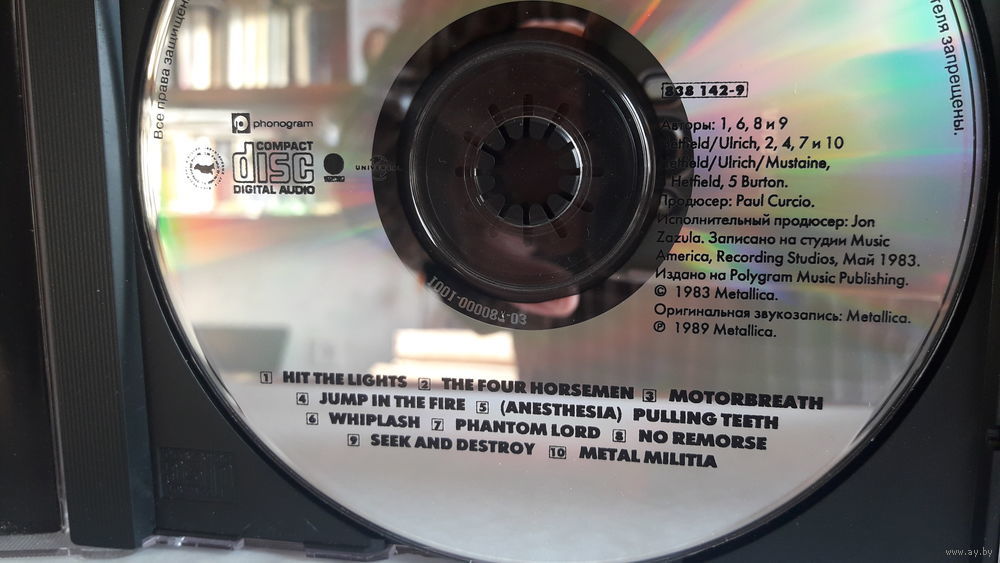 Все права защищен
теля запрещены.
phonogram
COMPACT
disc
DIGITAL AUDIO
838 142-9
Авторы: 1, 6, 8 и 9
Hetfield/Ulrich, 2, 4, 7 и 10
Hetfield/Ulrich/Mustaine,
Hetfield, 5 Burton.
Продюсер: Paul Curcio.
Исполнительный продюсер: Jon
Zazula. Записано на студии Music
America, Recording Studios, Май 1983.
Издано на Polygram Music Publishing.
© 1983 Metallica.
Оригинальная звукозапись: Metallica.
℗ 1989 Metallica.
1 HIT THE LIGHTS 2 THE FOUR HORSEMEN 3 MOTORBREATH
4 JUMP IN THE FIRE 5 (ANESTHESIA) PULLING TEETH
6 WHIPLASH 7 PHANTOM LORD 8 NO REMORSE
9 SEEK AND DESTROY 10 METAL MILITIA
www.ay.by